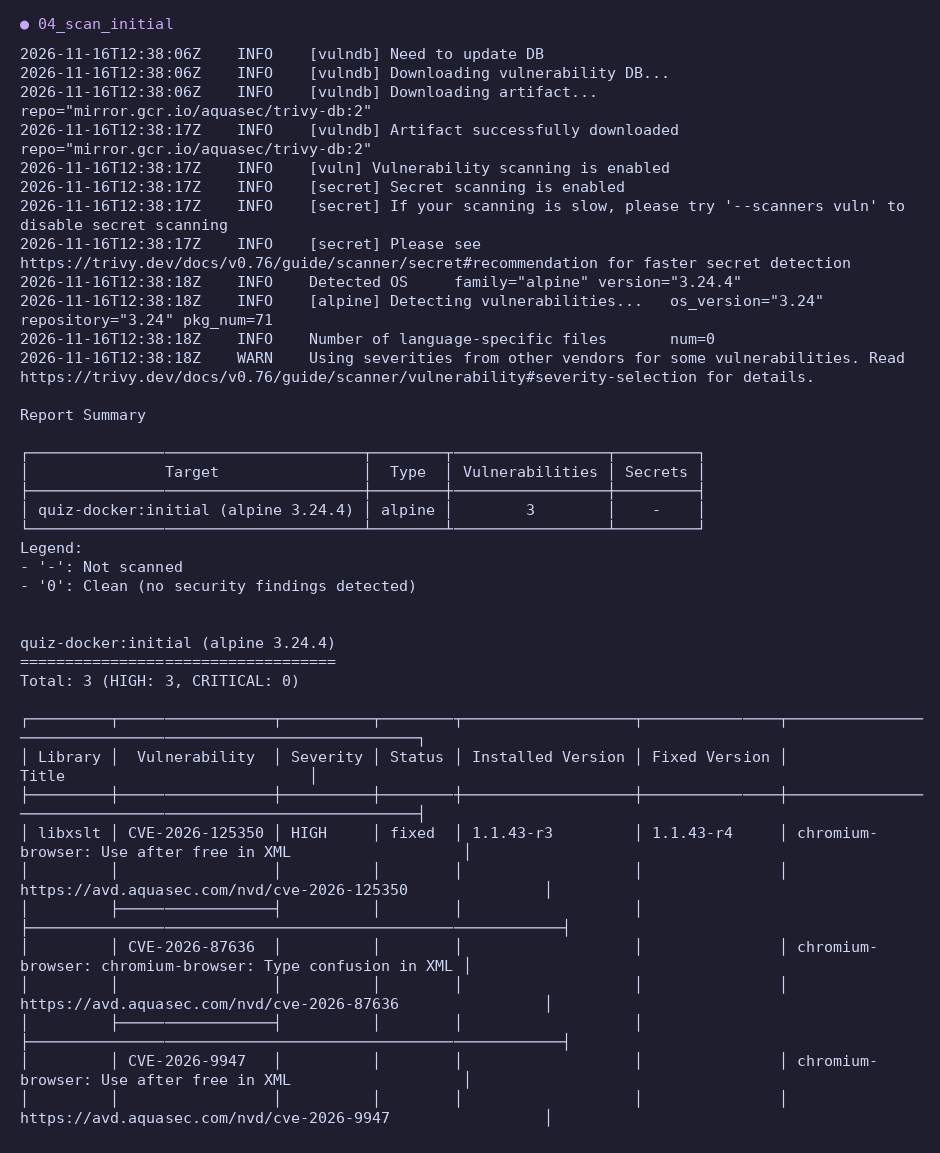 ● 04_scan_initial
2026-11-16T12:38:06Z    INFO    [vulndb] Need to update DB
2026-11-16T12:38:06Z    INFO    [vulndb] Downloading vulnerability DB...
2026-11-16T12:38:06Z    INFO    [vulndb] Downloading artifact...
repo="mirror.gcr.io/aquasec/trivy-db:2"
2026-11-16T12:38:17Z    INFO    [vulndb] Artifact successfully downloaded
repo="mirror.gcr.io/aquasec/trivy-db:2"
2026-11-16T12:38:17Z    INFO    [vuln] Vulnerability scanning is enabled
2026-11-16T12:38:17Z    INFO    [secret] Secret scanning is enabled
2026-11-16T12:38:17Z    INFO    [secret] If your scanning is slow, please try '--scanners vuln' to
disable secret scanning
2026-11-16T12:38:17Z    INFO    [secret] Please see
https://trivy.dev/docs/v0.76/guide/scanner/secret#recommendation for faster secret detection
2026-11-16T12:38:18Z    INFO    Detected OS     family="alpine" version="3.24.4"
2026-11-16T12:38:18Z    INFO    [alpine] Detecting vulnerabilities...   os_version="3.24"
repository="3.24" pkg_num=71
2026-11-16T12:38:18Z    INFO    Number of language-specific files       num=0
2026-11-16T12:38:18Z    WARN    Using severities from other vendors for some vulnerabilities. Read
https://trivy.dev/docs/v0.76/guide/scanner/vulnerability#severity-selection for details.
Report Summary
│ Target │ Type │ Vulnerabilities │ Secrets │
│ quiz-docker:initial (alpine 3.24.4) │ alpine │ 3 │ - │
Legend:
- '-': Not scanned
- '0': Clean (no security findings detected)
quiz-docker:initial (alpine 3.24.4)
===================================
Total: 3 (HIGH: 3, CRITICAL: 0)
│ Library │ Vulnerability │ Severity │ Status │ Installed Version │ Fixed Version │
Title │
│ libxslt │ CVE-2026-125350 │ HIGH │ fixed │ 1.1.43-r3 │ 1.1.43-r4 │ chromium-
browser: Use after free in XML │
https://avd.aquasec.com/nvd/cve-2026-125350 │
│ │ CVE-2026-87636 │ │ │ │ │ chromium-
browser: chromium-browser: Type confusion in XML │
https://avd.aquasec.com/nvd/cve-2026-87636 │
│ │ CVE-2026-9947 │ │ │ │ │ chromium-
browser: Use after free in XML │
https://avd.aquasec.com/nvd/cve-2026-9947 │